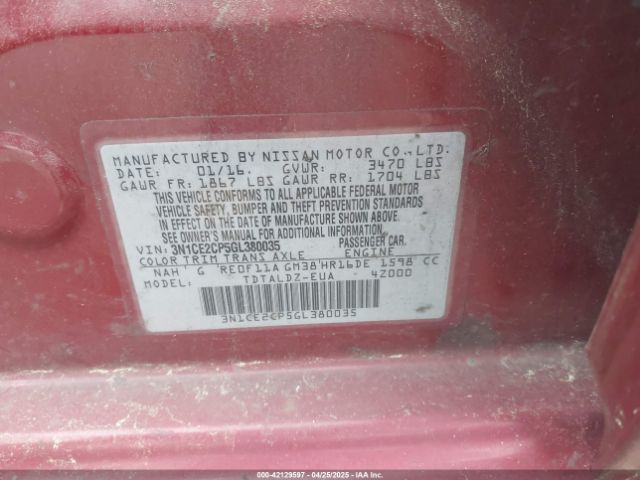 MANUFACTURED BY NISSAN MOTOR CO.,LTD.
DATE: 01/16. GVWR: 3470 LBS
GAWR FR: 1867 LBS GAWR RR: 1704 LBS
THIS VEHICLE CONFORMS TO ALL APPLICABLE FEDERAL MOTOR
VEHICLE SAFETY, BUMPER AND THEFT PREVENTION STANDARDS
IN EFFECT ON THE DATE OF MANUFACTURE SHOWN ABOVE.
SEE OWNER'S MANUAL FOR ADDITIONAL INFORMATION.
VIN: 3N1CE2CP5GL380035 PASSENGER CAR.
COLOR TRIM TRANS AXLE ENGINE
NAH G RE0F11A GM38 HR16DE 1598 CC
MODEL: TDTALDZ-EUA 42000
3N1CE2CP5GL380035
000-42129597 - 04/25/2025 - IAAI.COM